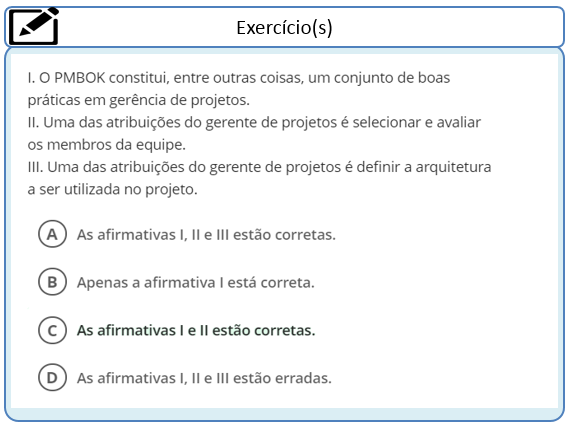 Exercício(s)
I. O PMBOK constitui, entre outras coisas, um conjunto de boas
práticas em gerência de projetos.
II. Uma das atribuições do gerente de projetos é selecionar e avaliar
os membros da equipe.
III. Uma das atribuições do gerente de projetos é definir a arquitetura
a ser utilizada no projeto.
A As afirmativas I, II e III estão corretas.
B Apenas a afirmativa I está correta.
C As afirmativas I e II estão corretas.
D As afirmativas I, II e III estão erradas.